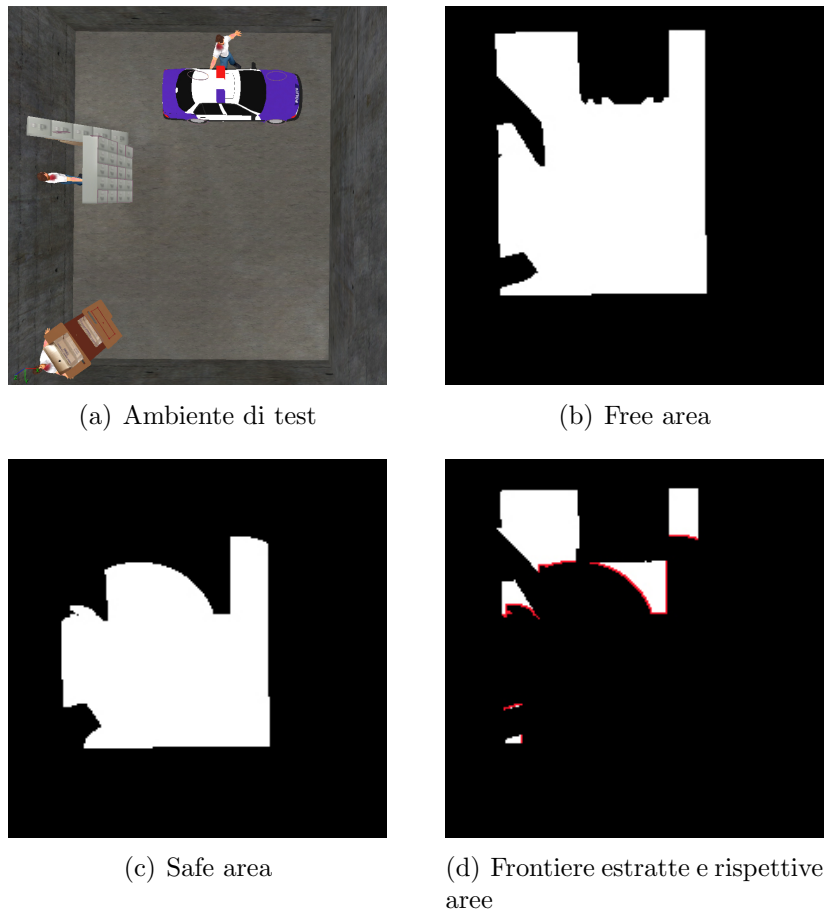 (a) Ambiente di test
(b) Free area
(c) Safe area
(d) Frontiere estratte e rispettive
aree